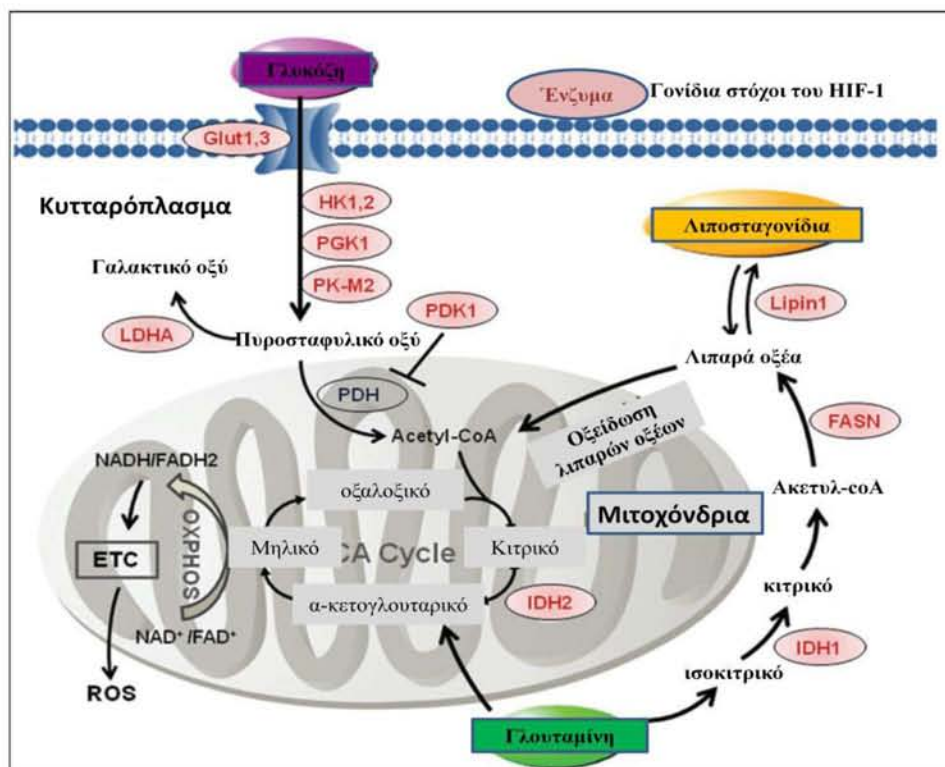 Γλυκόζη
Ένζυμα
Γονίδια στόχοι του HIF-1
Glut1,3
Κυτταρόπλασμα
HK1,2
PGK1
PK-M2
Λιποσταγονίδια
Γαλακτικό οξύ
LDHA
PDK1
Lipin1
Πυροσταφυλικό οξύ
Λιπαρά οξέα
PDH
Acetyl-CoA
Οξείδωση
λιπαρών οξέων
FASN
NADH/FADH2
οξαλοξικό
Ακετυλ-coA
Μιτοχόνδρια
OXPHOS
ETC
Μηλικό
CA Cycle
Κιτρικό
α-κετογλουταρικό
IDH2
κιτρικό
NAD⁺ /FAD⁺
IDH1
ROS
ισοκιτρικό
Γλουταμίνη